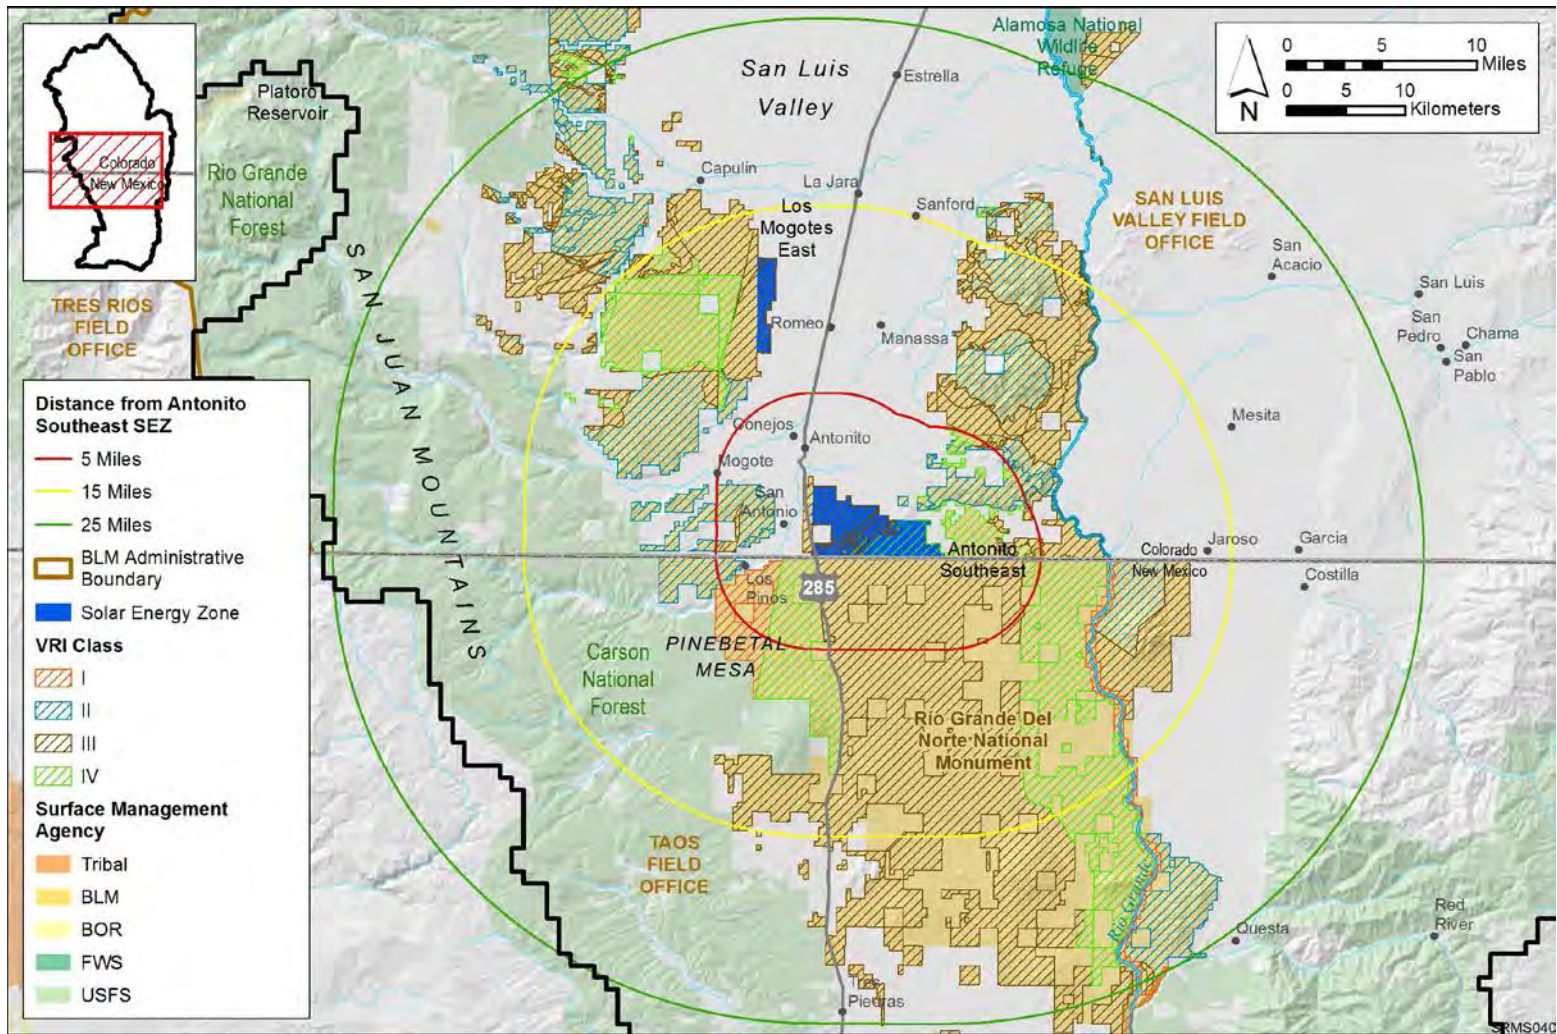 Alamosa National
Wildlife
Refuge
0 5 10
Miles
0 5 10
Kilometers
N
San Luis
Valley
Estrella
Platoro
Reservoir
Colorado
New Mexico
Rio Grande
National
Forest
Capulin
La Jara
Los
Mogotes
East
Sanford
SAN LUIS
VALLEY FIELD
OFFICE
San
Acacio
San Luis
San
Pedro
Chama
San
Pablo
TRES RIOS
FIELD
OFFICE
SAN JUAN MOUNTAINS
Romeo
Manassa
Mesita
Conejos
Antonito
Mogote
San
Antonio
Antonito
Southeast
Colorado
New Mexico
Jaroso
Garcia
Costilla
Los
Pinos
285
PINEBETAL
MESA
Carson
National
Forest
Río Grande Del
Norte National
Monument
TAOS
FIELD
OFFICE
Rio Grande
Questa
Red
River
Tres
Piedras
Distance from Antonito
Southeast SEZ
5 Miles
15 Miles
25 Miles
BLM Administrative
Boundary
Solar Energy Zone
VRI Class
I
II
III
IV
Surface Management
Agency
Tribal
BLM
BOR
FWS
USFS
SRMS040